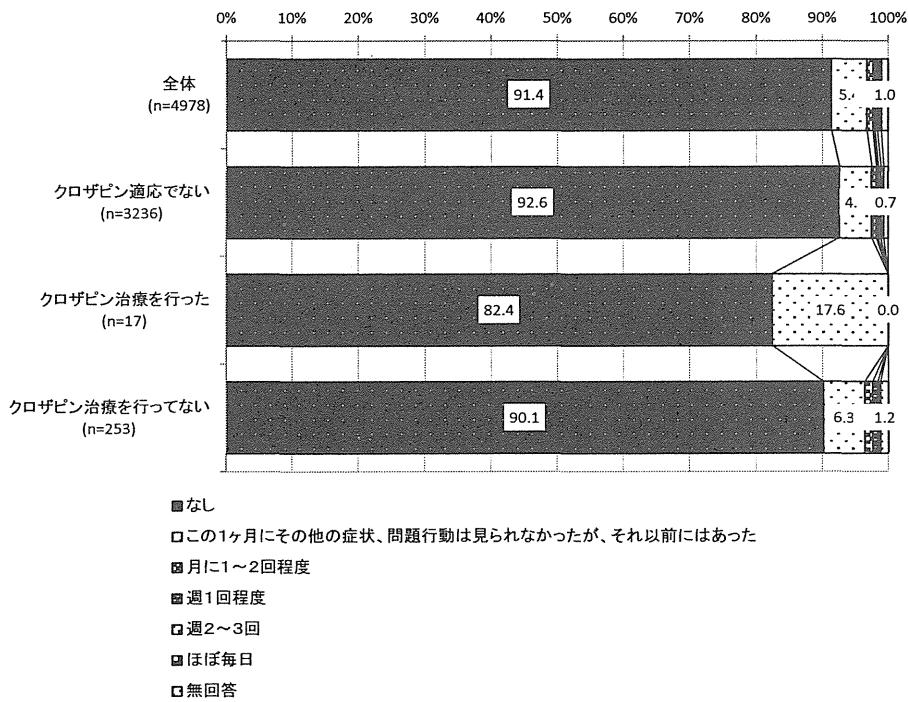 0% 10% 20% 30% 40% 50% 60% 70% 80% 90% 100%
全体
(n=4978)
91.4 5. 1.0
クロザピン適応でない
(n=3236)
92.6 4. 0.7
クロザピン治療を行った
(n=17)
82.4 17.6 0.0
クロザピン治療を行ってない
(n=253)
90.1 6.3 1.2
なし
この1ヶ月にその他の症状、問題行動は見られなかったが、それ以前にはあった
月に1～2回程度
週1回程度
週2～3回
ほぼ毎日
無回答